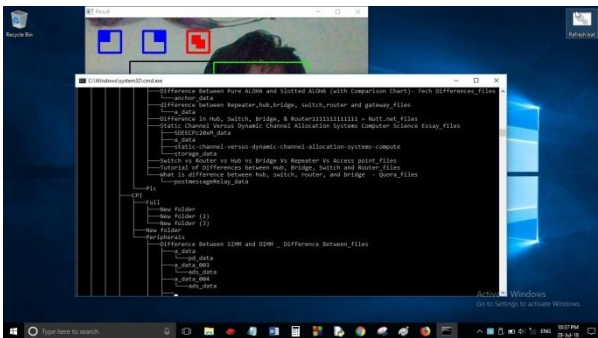 Result
Recycle Bin
Refresh.bat
C:\Windows\system32\cmd.exe
Difference Between Pure ALOHA and Slotted ALOHA (with Comparison Chart)- Tech Differences_files
anchor_data
difference between Repeater,hub,bridge, switch,router and gateway_files
a_data
Difference in Hub, Switch, Bridge, & Router1111111111111 - Nutt.net_files
Static Channel Versus Dynamic Channel Allocation Systems Computer Science Essay_files
a_data
static-channel-versus-dynamic-channel-allocation-systems-compute
storage_data
Switch vs Router vs Hub vs Bridge Vs Repeater Vs Access point_files
Tutorial of Differences between Hub, Bridge, Switch and Router_files
What is difference between hub, switch, router, and bridge - Quora_files
postmessageRelay_data
Pic
CPI
Full
New folder
New folder (2)
New folder (3)
New folder
Peripherals
Difference Between SIMM and DIMM _ Difference Between_files
a_data
pd_data
a_data_003
ads_data
a_data_004
ads_data
Activate Windows
Go to Settings to activate Windows.
Type here to search
ENG
10:37 PM
28-Jul-18